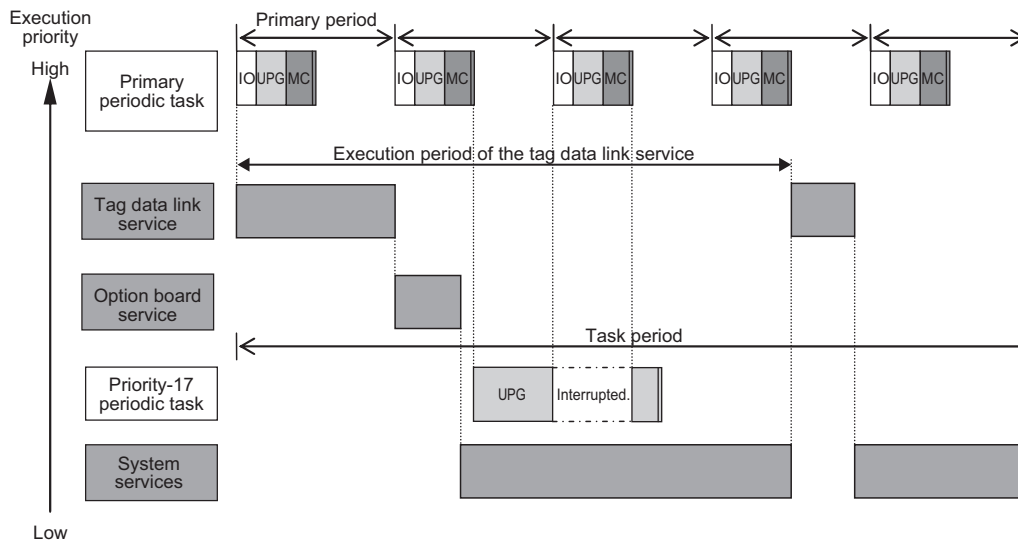 Execution
priority
High
Primary period
Primary
periodic task
IO UPG MC
IO UPG MC
IO UPG MC
IO UPG MC
IO UPG MC
Execution period of the tag data link service
Tag data link
service
Option board
service
Task period
Priority-17
periodic task
UPG
Interrupted.
System
services
Low